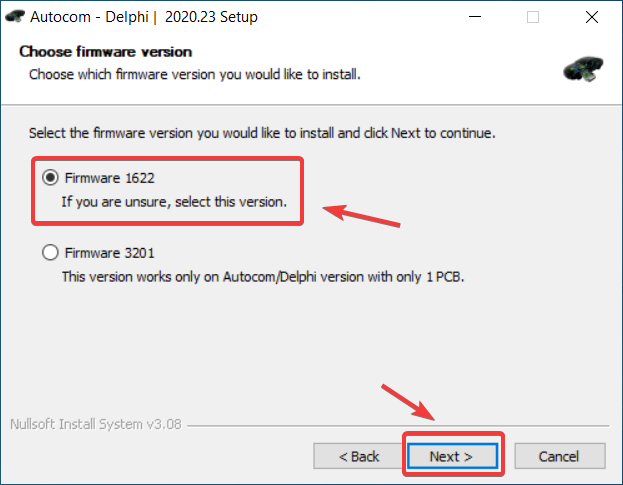 Autocom - Delphi | 2020.23 Setup
Choose firmware version
Choose which firmware version you would like to install.
Select the firmware version you would like to install and click Next to continue.
Firmware 1622
If you are unsure, select this version.
Firmware 3201
This version works only on Autocom/Delphi version with only 1 PCB.
Nullsoft Install System v3.08
< Back
Next >
Cancel